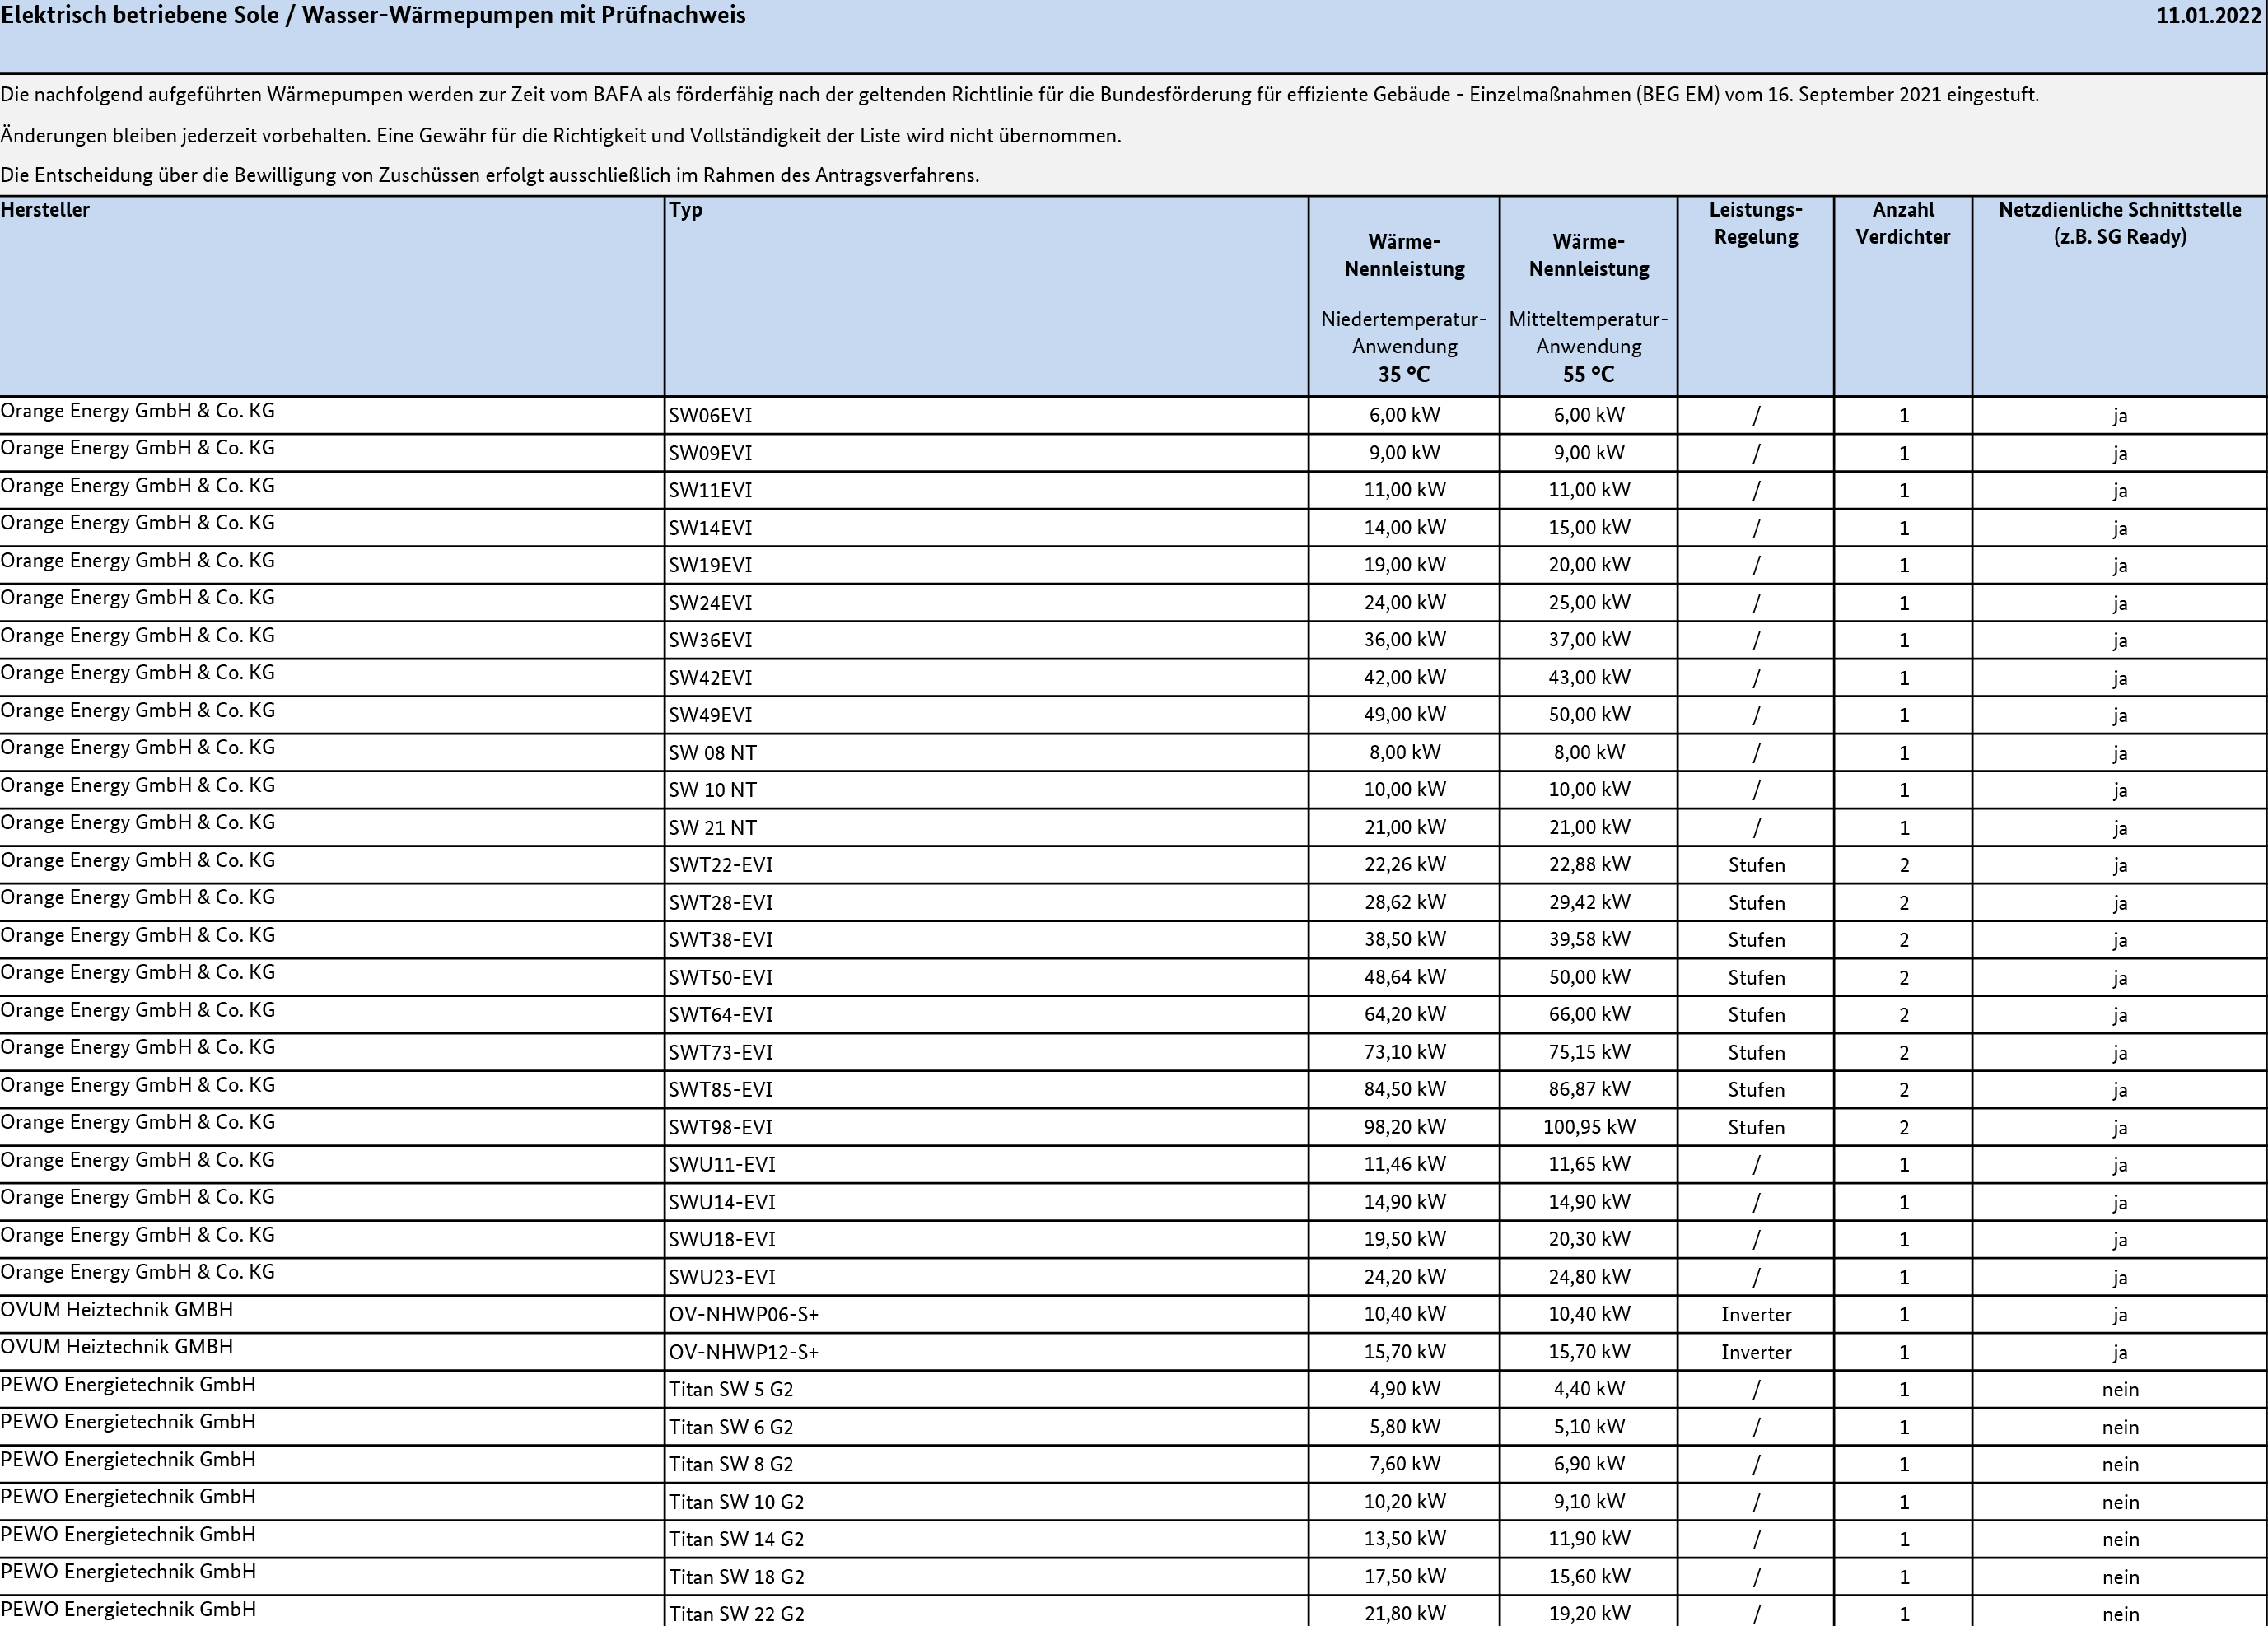 Elektrisch betriebene Sole / Wasser-Wärmepumpen mit Prüfnachweis 11.01.2022
Die nachfolgend aufgeführten Wärmepumpen werden zur Zeit vom BAFA als förderfähig nach der geltenden Richtlinie für die Bundesförderung für effiziente Gebäude - Einzelmaßnahmen (BEG EM) vom 16. September 2021 eingestuft.
Änderungen bleiben jederzeit vorbehalten. Eine Gewähr für die Richtigkeit und Vollständigkeit der Liste wird nicht übernommen.
Die Entscheidung über die Bewilligung von Zuschüssen erfolgt ausschließlich im Rahmen des Antragsverfahrens.
Hersteller
Typ
Wärme-
Nennleistung
Niedertemperatur-
Anwendung
35 °C
Wärme-
Nennleistung
Mitteltemperatur-
Anwendung
55 °C
Leistungs-
Regelung
Anzahl
Verdichter
Netzdienliche Schnittstelle
(z.B. SG Ready)
Orange Energy GmbH & Co. KG SW06EVI 6,00 kW 6,00 kW / 1 ja
Orange Energy GmbH & Co. KG SW09EVI 9,00 kW 9,00 kW / 1 ja
Orange Energy GmbH & Co. KG SW11EVI 11,00 kW 11,00 kW / 1 ja
Orange Energy GmbH & Co. KG SW14EVI 14,00 kW 15,00 kW / 1 ja
Orange Energy GmbH & Co. KG SW19EVI 19,00 kW 20,00 kW / 1 ja
Orange Energy GmbH & Co. KG SW24EVI 24,00 kW 25,00 kW / 1 ja
Orange Energy GmbH & Co. KG SW36EVI 36,00 kW 37,00 kW / 1 ja
Orange Energy GmbH & Co. KG SW42EVI 42,00 kW 43,00 kW / 1 ja
Orange Energy GmbH & Co. KG SW49EVI 49,00 kW 50,00 kW / 1 ja
Orange Energy GmbH & Co. KG SW 08 NT 8,00 kW 8,00 kW / 1 ja
Orange Energy GmbH & Co. KG SW 10 NT 10,00 kW 10,00 kW / 1 ja
Orange Energy GmbH & Co. KG SW 21 NT 21,00 kW 21,00 kW / 1 ja
Orange Energy GmbH & Co. KG SWT22-EVI 22,26 kW 22,88 kW Stufen 2 ja
Orange Energy GmbH & Co. KG SWT28-EVI 28,62 kW 29,42 kW Stufen 2 ja
Orange Energy GmbH & Co. KG SWT38-EVI 38,50 kW 39,58 kW Stufen 2 ja
Orange Energy GmbH & Co. KG SWT50-EVI 48,64 kW 50,00 kW Stufen 2 ja
Orange Energy GmbH & Co. KG SWT64-EVI 64,20 kW 66,00 kW Stufen 2 ja
Orange Energy GmbH & Co. KG SWT73-EVI 73,10 kW 75,15 kW Stufen 2 ja
Orange Energy GmbH & Co. KG SWT85-EVI 84,50 kW 86,87 kW Stufen 2 ja
Orange Energy GmbH & Co. KG SWT98-EVI 98,20 kW 100,95 kW Stufen 2 ja
Orange Energy GmbH & Co. KG SWU11-EVI 11,46 kW 11,65 kW / 1 ja
Orange Energy GmbH & Co. KG SWU14-EVI 14,90 kW 14,90 kW / 1 ja
Orange Energy GmbH & Co. KG SWU18-EVI 19,50 kW 20,30 kW / 1 ja
Orange Energy GmbH & Co. KG SWU23-EVI 24,20 kW 24,80 kW / 1 ja
OVUM Heiztechnik GMBH OV-NHWP06-S+ 10,40 kW 10,40 kW Inverter 1 ja
OVUM Heiztechnik GMBH OV-NHWP12-S+ 15,70 kW 15,70 kW Inverter 1 ja
PEWO Energietechnik GmbH Titan SW 5 G2 4,90 kW 4,40 kW / 1 nein
PEWO Energietechnik GmbH Titan SW 6 G2 5,80 kW 5,10 kW / 1 nein
PEWO Energietechnik GmbH Titan SW 8 G2 7,60 kW 6,90 kW / 1 nein
PEWO Energietechnik GmbH Titan SW 10 G2 10,20 kW 9,10 kW / 1 nein
PEWO Energietechnik GmbH Titan SW 14 G2 13,50 kW 11,90 kW / 1 nein
PEWO Energietechnik GmbH Titan SW 18 G2 17,50 kW 15,60 kW / 1 nein
PEWO Energietechnik GmbH Titan SW 22 G2 21,80 kW 19,20 kW / 1 nein